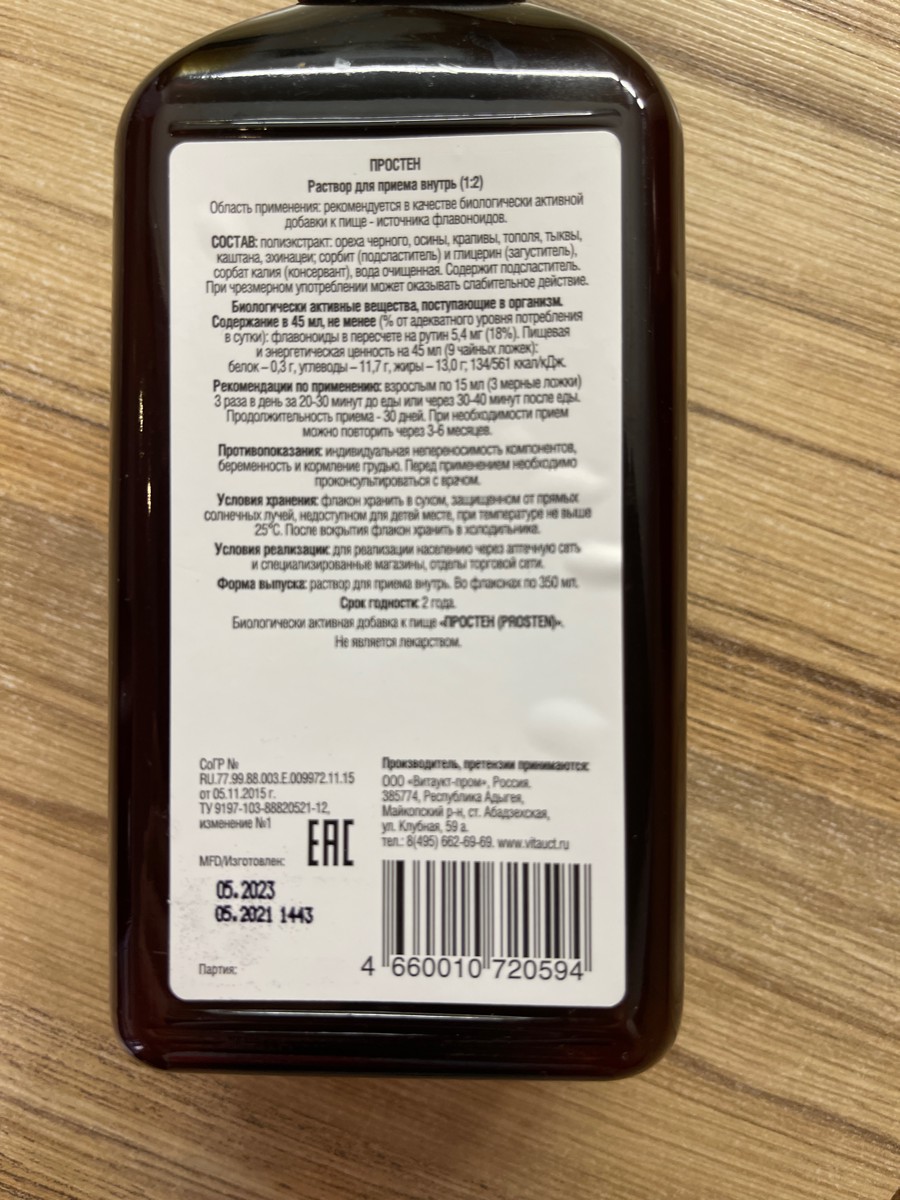 ПРОСТЕН
Раствор для приема внутрь (1:2)
Область применения: рекомендуется в качестве биологически активной
добавки к пище - источника флавоноидов.
СОСТАВ: полиэкстракт: ореха черного, осины, крапивы, тополя, тыквы,
каштана, эхинацеи; сорбит (подсластитель) и глицерин (загуститель),
сорбат калия (консервант), вода очищенная. Содержит подсластитель.
При чрезмерном употреблении может оказывать слабительное действие.
Биологически активные вещества, поступающие в организм.
Содержание в 45 мл, не менее (% от адекватного уровня потребления
в сутки): флавоноиды в пересчете на рутин 5,4 мг (18%). Пищевая
и энергетическая ценность на 45 мл (9 чайных ложек):
белок – 0,3 г, углеводы – 11,7 г, жиры – 13,0 г; 134/561 ккал/кДж.
Рекомендации по применению: взрослым по 15 мл (3 мерные ложки)
3 раза в день за 20-30 минут до еды или через 30-40 минут после еды.
Продолжительность приема - 30 дней. При необходимости прием
можно повторить через 3-6 месяцев.
Противопоказания: индивидуальная непереносимость компонентов,
беременность и кормление грудью. Перед применением необходимо
проконсультироваться с врачом.
Условия хранения: флакон хранить в сухом, защищенном от прямых
солнечных лучей, недоступном для детей месте, при температуре не выше
25°С. После вскрытия флакон хранить в холодильнике.
Условия реализации: для реализации населению через аптечную сеть
и специализированные магазины, отделы торговой сети.
Форма выпуска: раствор для приема внутрь. Во флаконах по 350 мл.
Срок годности: 2 года.
Биологически активная добавка к пище «ПРОСТЕН (PROSTEN)».
Не является лекарством.
СоГР №
RU.77.99.88.003.E.009972.11.15
от 05.11.2015 г.
ТУ 9197-103-88820521-12,
изменение №1
EAC
MFD/Изготовлен:
05.2023
05.2021 1443
Партия:
Производитель, претензии принимаются:
ООО «Витаукт-пром», Россия,
385774, Республика Адыгея,
Майкопский р-н, ст. Абадзехская,
ул. Клубная, 59 а.
тел.: 8(495) 662-69-69. www.vitauct.ru
4 660010 720594